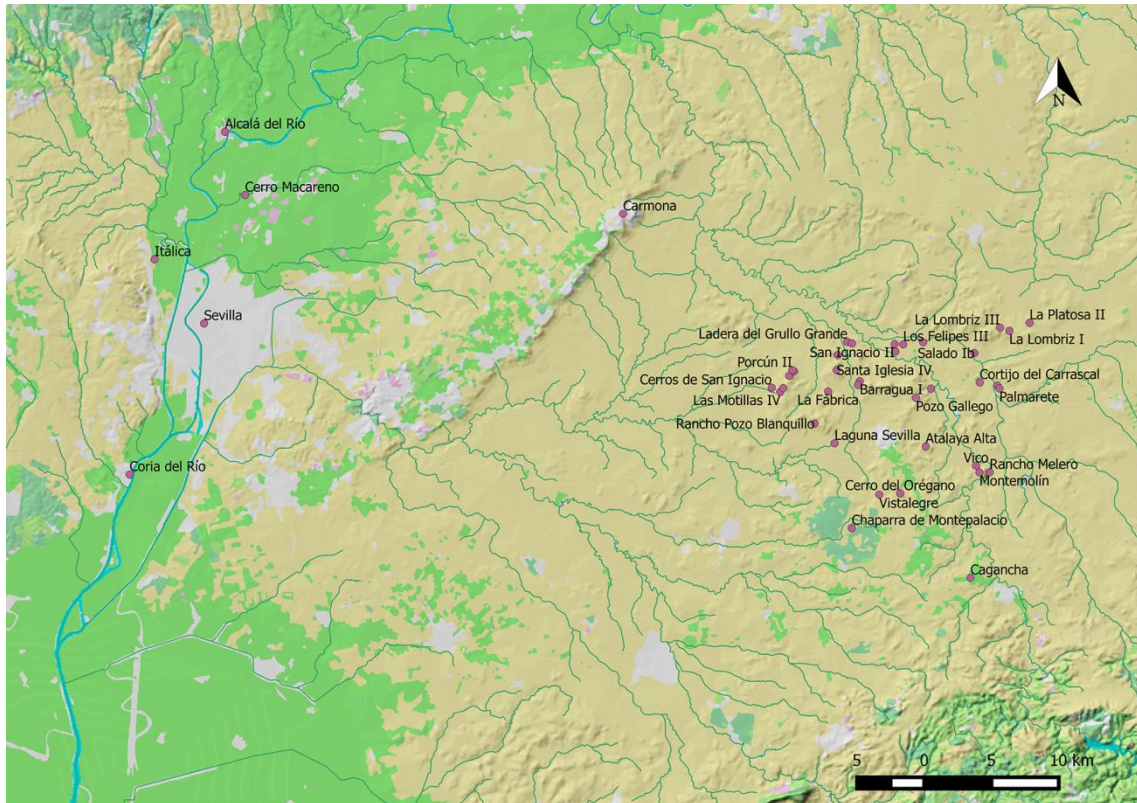 N
Alcalá del Río
Cerro Macareno
Carmona
Itálica
Sevilla
La Lombriz III
La Platosa II
Ladera del Grullo Grande
Los Felipes III
La Lombriz I
San Ignacio II
Salado Ib
Porcún II
Santa Iglesia IV
Cerros de San Ignacio
Cortijo del Carrascal
Barragua I
Las Motillas IV
La Fábrica
Palmarete
Pozo Gallego
Rancho Pozo Blanquillo
Laguna Sevilla
Atalaya Alta
Vico
Rancho Melero
Coria del Río
Montemolín
Cerro del Orégano
Vistalegre
Chaparra de Montepalacio
Cagancha
5 0 5 10 km